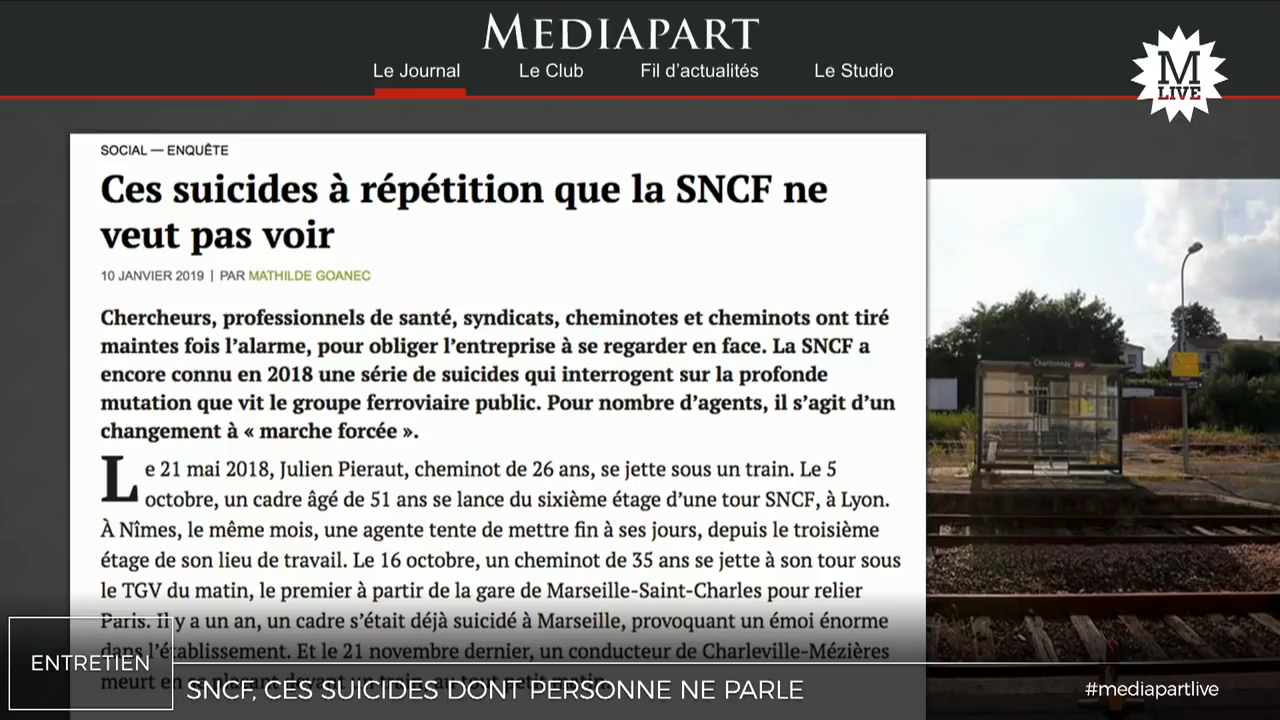 MEDIAPART
Le Journal
Le Club
Fil d’actualités
Le Studio
M
LIVE
SOCIAL — ENQUÊTE
Ces suicides à répétition que la SNCF ne
veut pas voir
10 JANVIER 2019 | PAR MATHILDE GOANEC
Chercheurs, professionnels de santé, syndicats, cheminotes et cheminots ont tiré
maintes fois l’alarme, pour obliger l’entreprise à se regarder en face. La SNCF a
encore connu en 2018 une série de suicides qui interrogent sur la profonde
mutation que vit le groupe ferroviaire public. Pour nombre d’agents, il s’agit d’un
changement à « marche forcée ».
Le 21 mai 2018, Julien Pieraut, cheminot de 26 ans, se jette sous un train. Le 5
octobre, un cadre âgé de 51 ans se lance du sixième étage d’une tour SNCF, à Lyon.
À Nîmes, le même mois, une agente tente de mettre fin à ses jours, depuis le troisième
étage de son lieu de travail. Le 16 octobre, un cheminot de 35 ans se jette à son tour sous
le TGV du matin, le premier à partir de la gare de Marseille-Saint-Charles pour relier
Paris. Il y a un an, un cadre s’était déjà suicidé à Marseille, provoquant un émoi énorme
dans l’établissement. Et le 21 novembre dernier, un conducteur de Charleville-Mézières
meurt en
Chantonnay
ENTRETIEN
SNCF, CES SUICIDES DONT PERSONNE NE PARLE
#mediapartlive